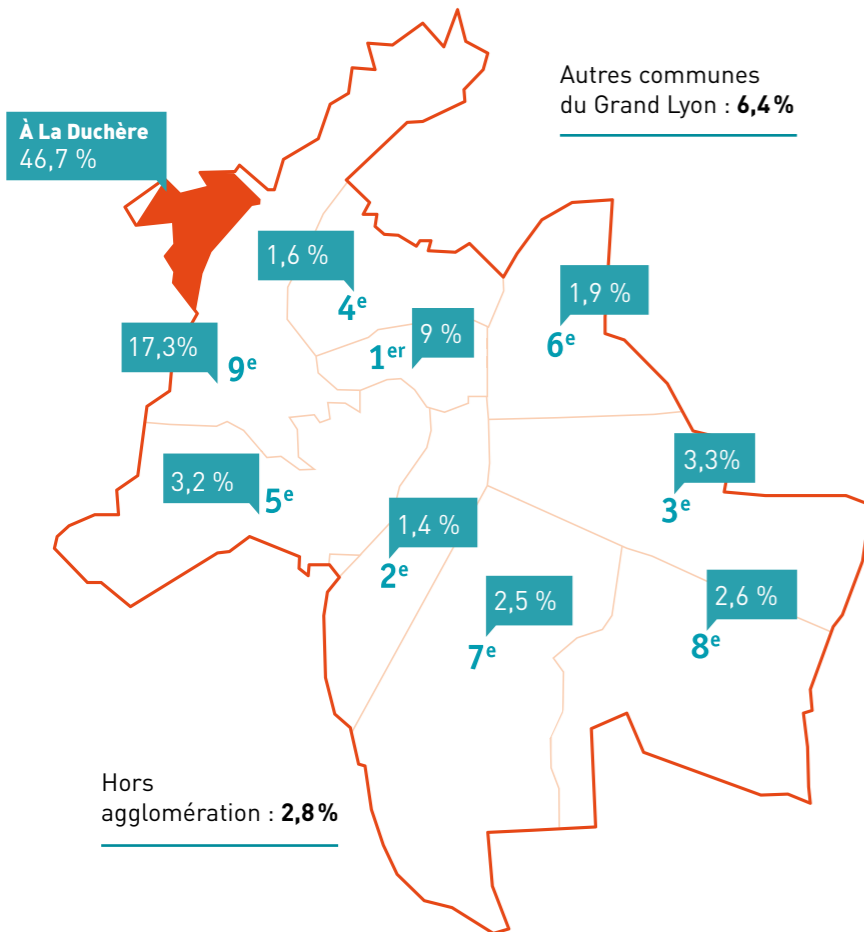 Autres communes
du Grand Lyon : 6,4%
À La Duchère
46,7 %
1,6 %
4e
1,9 %
6e
9 %
1er
17,3%
9e
3,3%
3e
3,2 %
5e
1,4 %
2e
2,5 %
7e
2,6 %
8e
Hors
agglomération : 2,8%